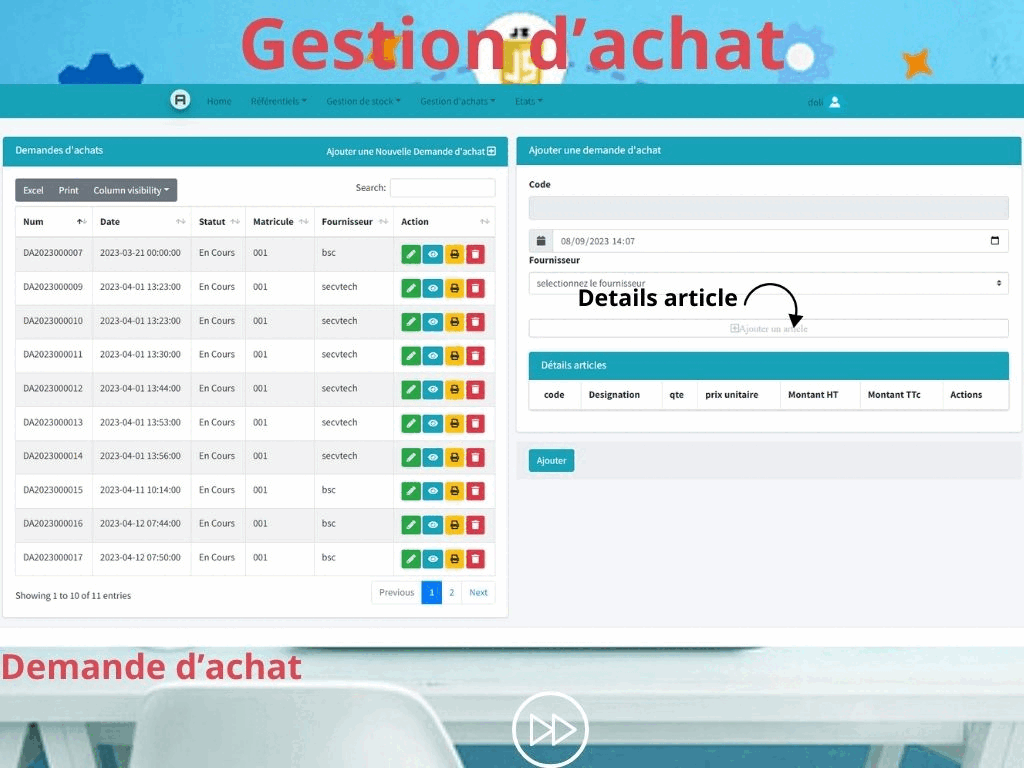 Gestion d'achat
JS
A Home Référentiels Gestion de stock Gestion d'achats Etats doli
Demandes d'achats Ajouter une Nouvelle Demande d'achat
Excel Print Column visibility Search:
Num Date Statut Matricule Fournisseur Action
DA2023000007 2023-03-21 00:00:00 En Cours 001 bsc
DA2023000009 2023-04-01 13:23:00 En Cours 001 secvtech
DA2023000010 2023-04-01 13:23:00 En Cours 001 secvtech
DA2023000011 2023-04-01 13:30:00 En Cours 001 secvtech
DA2023000012 2023-04-01 13:44:00 En Cours 001 secvtech
DA2023000013 2023-04-01 13:53:00 En Cours 001 secvtech
DA2023000014 2023-04-01 13:56:00 En Cours 001 secvtech
DA2023000015 2023-04-11 10:14:00 En Cours 001 bsc
DA2023000016 2023-04-12 07:44:00 En Cours 001 bsc
DA2023000017 2023-04-12 07:50:00 En Cours 001 bsc
Showing 1 to 10 of 11 entries Previous 1 2 Next
Ajouter une demande d'achat
Code
08/09/2023 14:07
Fournisseur
selectionnez le fournisseur
Details article
Ajouter un article
Détails articles
code Designation qte prix unitaire Montant HT Montant TTc Actions
Ajouter
Demande d'achat